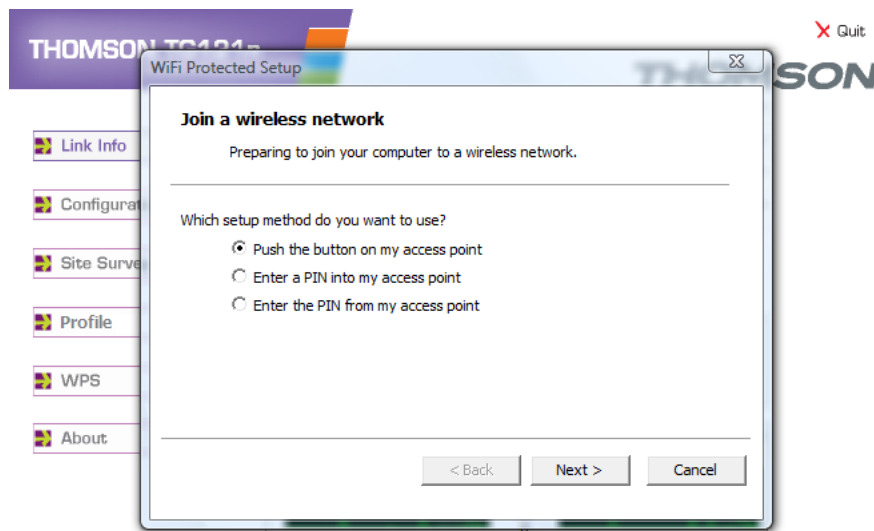 Quit
THOMSON
SON
WiFi Protected Setup
Join a wireless network
Preparing to join your computer to a wireless network.
Link Info
Which setup method do you want to use?
Push the button on my access point
Enter a PIN into my access point
Enter the PIN from my access point
Site
Profile
WPS
About
< Back
Next >
Cancel